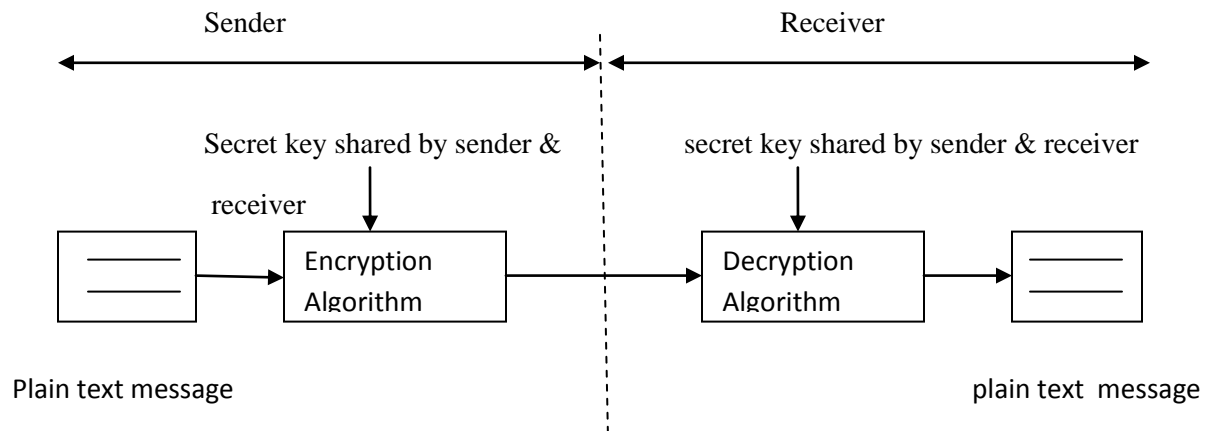 Sender
Receiver
Secret key shared by sender &
receiver
secret key shared by sender & receiver
Encryption
Algorithm
Decryption
Algorithm
Plain text message
plain text  message